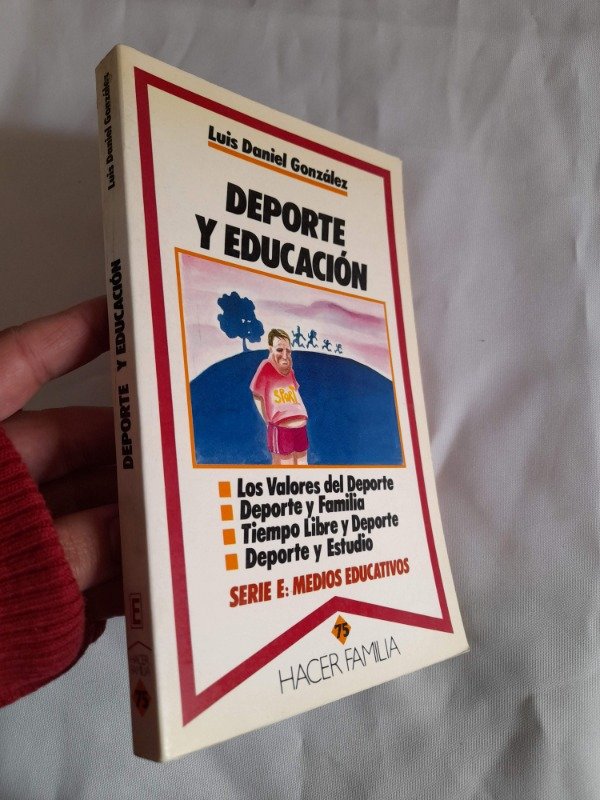 Luis Daniel González
DEPORTE
Y EDUCACIÓN
SPORT
Los Valores del Deporte
Deporte y Familia
Tiempo Libre y Deporte
Deporte y Estudio
SERIE E: MEDIOS EDUCATIVOS
75
HACER FAMILIA
Luis Daniel González
DEPORTE Y EDUCACIÓN
E
75